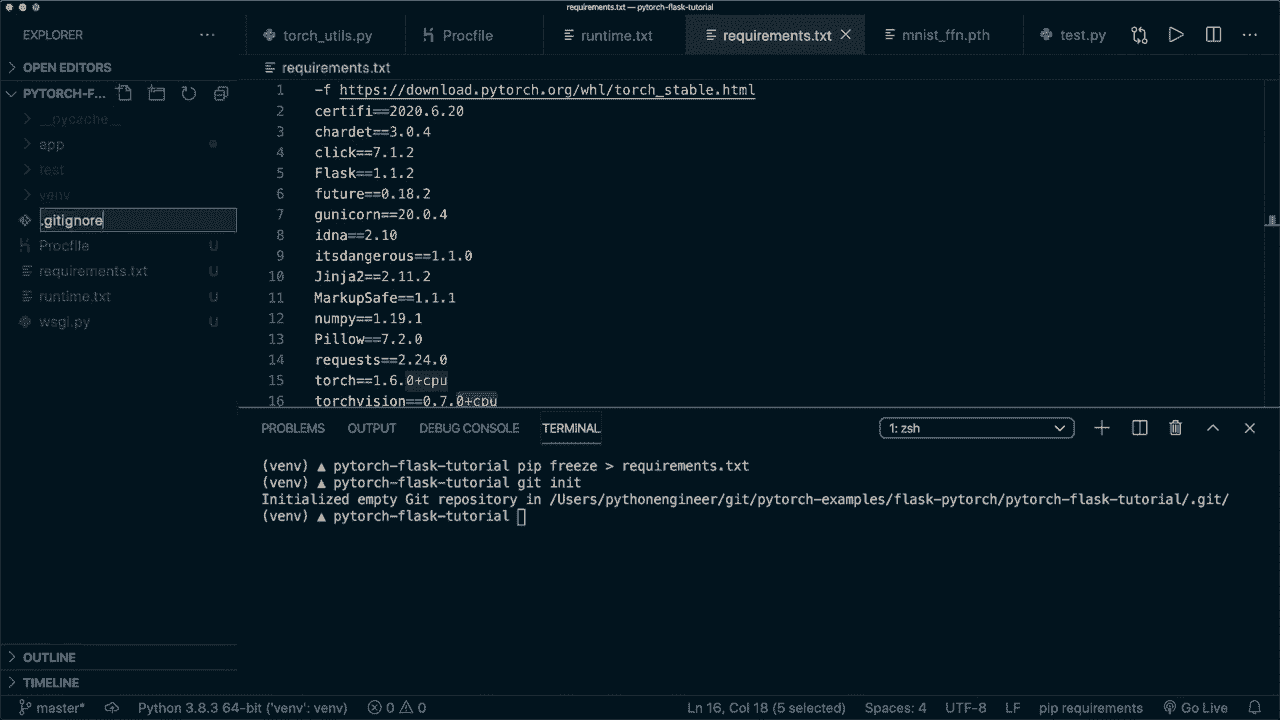 requirements.txt — pytorch-flask-tutorial
EXPLORER
torch_utils.py
Procfile
runtime.txt
requirements.txt
mnist_ffn.pth
test.py
OPEN EDITORS
requirements.txt
PYTORCH-F...
__pycache__
app
test
venv
.gitignore
Procfile U
requirements.txt U
runtime.txt U
wsgi.py U
1 -f https://download.pytorch.org/whl/torch_stable.html
2 certifi==2020.6.20
3 chardet==3.0.4
4 click==7.1.2
5 Flask==1.1.2
6 future==0.18.2
7 gunicorn==20.0.4
8 idna==2.10
9 itsdangerous==1.1.0
10 Jinja2==2.11.2
11 MarkupSafe==1.1.1
12 numpy==1.19.1
13 Pillow==7.2.0
14 requests==2.24.0
15 torch==1.6.0+cpu
16 torchvision==0.7.0+cpu
PROBLEMS OUTPUT DEBUG CONSOLE TERMINAL 1: zsh
(venv) ▲ pytorch-flask-tutorial pip freeze > requirements.txt
(venv) ▲ pytorch-flask-tutorial git init
Initialized empty Git repository in /Users/pythonengineer/git/pytorch-examples/flask-pytorch/pytorch-flask-tutorial/.git/
(venv) ▲ pytorch-flask-tutorial
OUTLINE
TIMELINE
master* Python 3.8.3 64-bit ('venv': venv) 0 0 Ln 16, Col 18 (5 selected) Spaces: 4 UTF-8 LF pip requirements Go Live